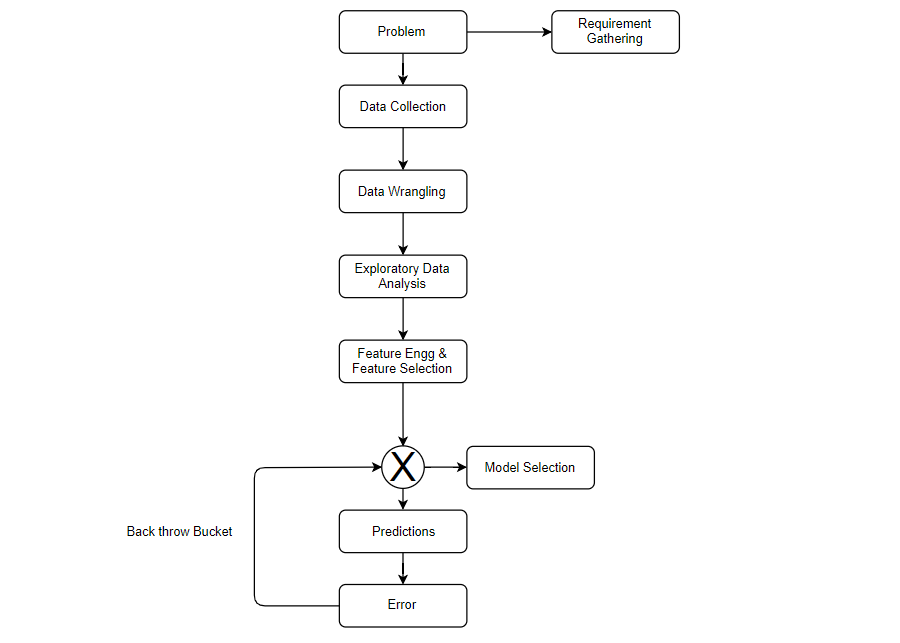 Problem
Requirement
Gathering
Data Collection
Data Wrangling
Exploratory Data
Analysis
Feature Engg &
Feature Selection
X
Model Selection
Back throw Bucket
Predictions
Error